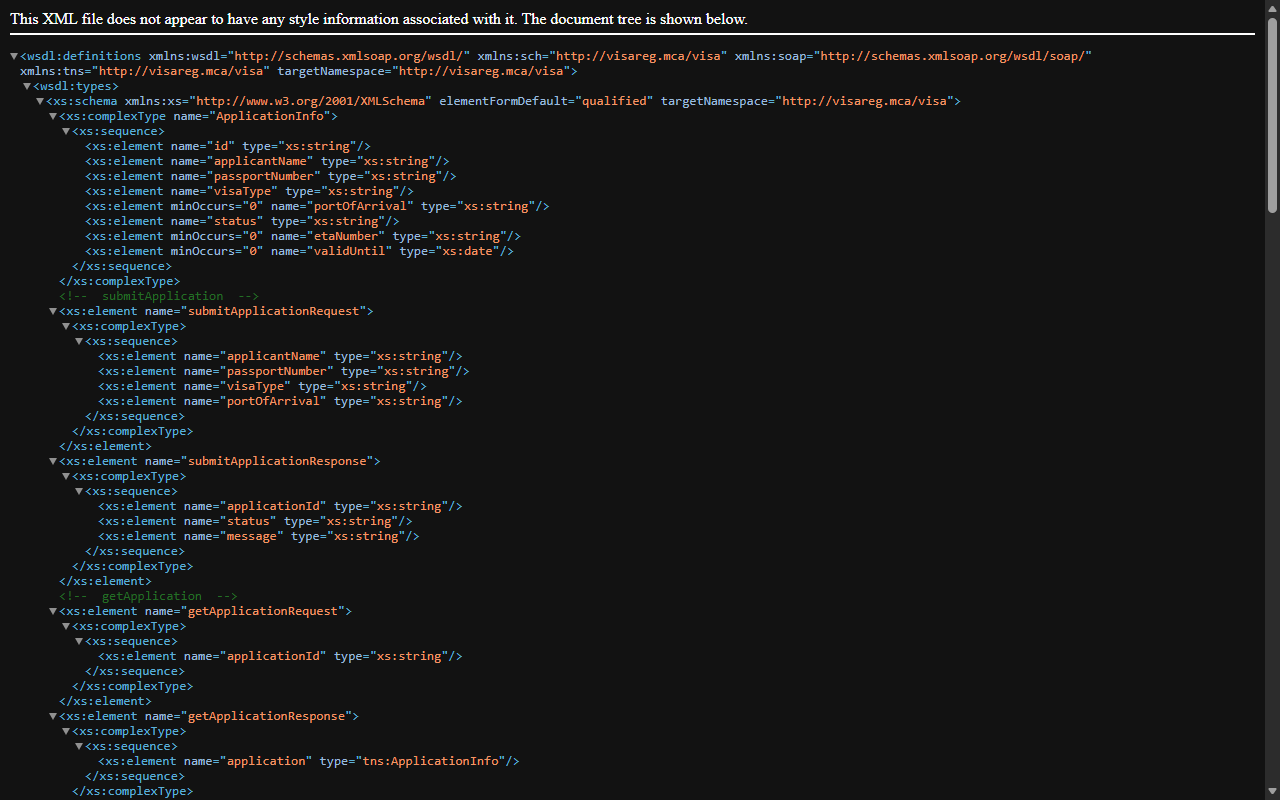 This XML file does not appear to have any style information associated with it. The document tree is shown below.
▼<wsdl:definitions xmlns:wsdl="http://schemas.xmlsoap.org/wsdl/" xmlns:sch="http://visareg.mca/visa" xmlns:soap="http://schemas.xmlsoap.org/wsdl/soap/"
xmlns:tns="http://visareg.mca/visa" targetNamespace="http://visareg.mca/visa">
▼<wsdl:types>
▼<xs:schema xmlns:xs="http://www.w3.org/2001/XMLSchema" elementFormDefault="qualified" targetNamespace="http://visareg.mca/visa">
▼<xs:complexType name="ApplicationInfo">
▼<xs:sequence>
<xs:element name="id" type="xs:string"/>
<xs:element name="applicantName" type="xs:string"/>
<xs:element name="passportNumber" type="xs:string"/>
<xs:element name="visaType" type="xs:string"/>
<xs:element minOccurs="0" name="portOfArrival" type="xs:string"/>
<xs:element name="status" type="xs:string"/>
<xs:element minOccurs="0" name="etaNumber" type="xs:string"/>
<xs:element minOccurs="0" name="validUntil" type="xs:date"/>
</xs:sequence>
</xs:complexType>
<!-- submitApplication -->
▼<xs:element name="submitApplicationRequest">
▼<xs:complexType>
▼<xs:sequence>
<xs:element name="applicantName" type="xs:string"/>
<xs:element name="passportNumber" type="xs:string"/>
<xs:element name="visaType" type="xs:string"/>
<xs:element name="portOfArrival" type="xs:string"/>
</xs:sequence>
</xs:complexType>
</xs:element>
▼<xs:element name="submitApplicationResponse">
▼<xs:complexType>
▼<xs:sequence>
<xs:element name="applicationId" type="xs:string"/>
<xs:element name="status" type="xs:string"/>
<xs:element name="message" type="xs:string"/>
</xs:sequence>
</xs:complexType>
</xs:element>
<!-- getApplication -->
▼<xs:element name="getApplicationRequest">
▼<xs:complexType>
▼<xs:sequence>
<xs:element name="applicationId" type="xs:string"/>
</xs:sequence>
</xs:complexType>
</xs:element>
▼<xs:element name="getApplicationResponse">
▼<xs:complexType>
▼<xs:sequence>
<xs:element name="application" type="tns:ApplicationInfo"/>
</xs:sequence>
</xs:complexType>